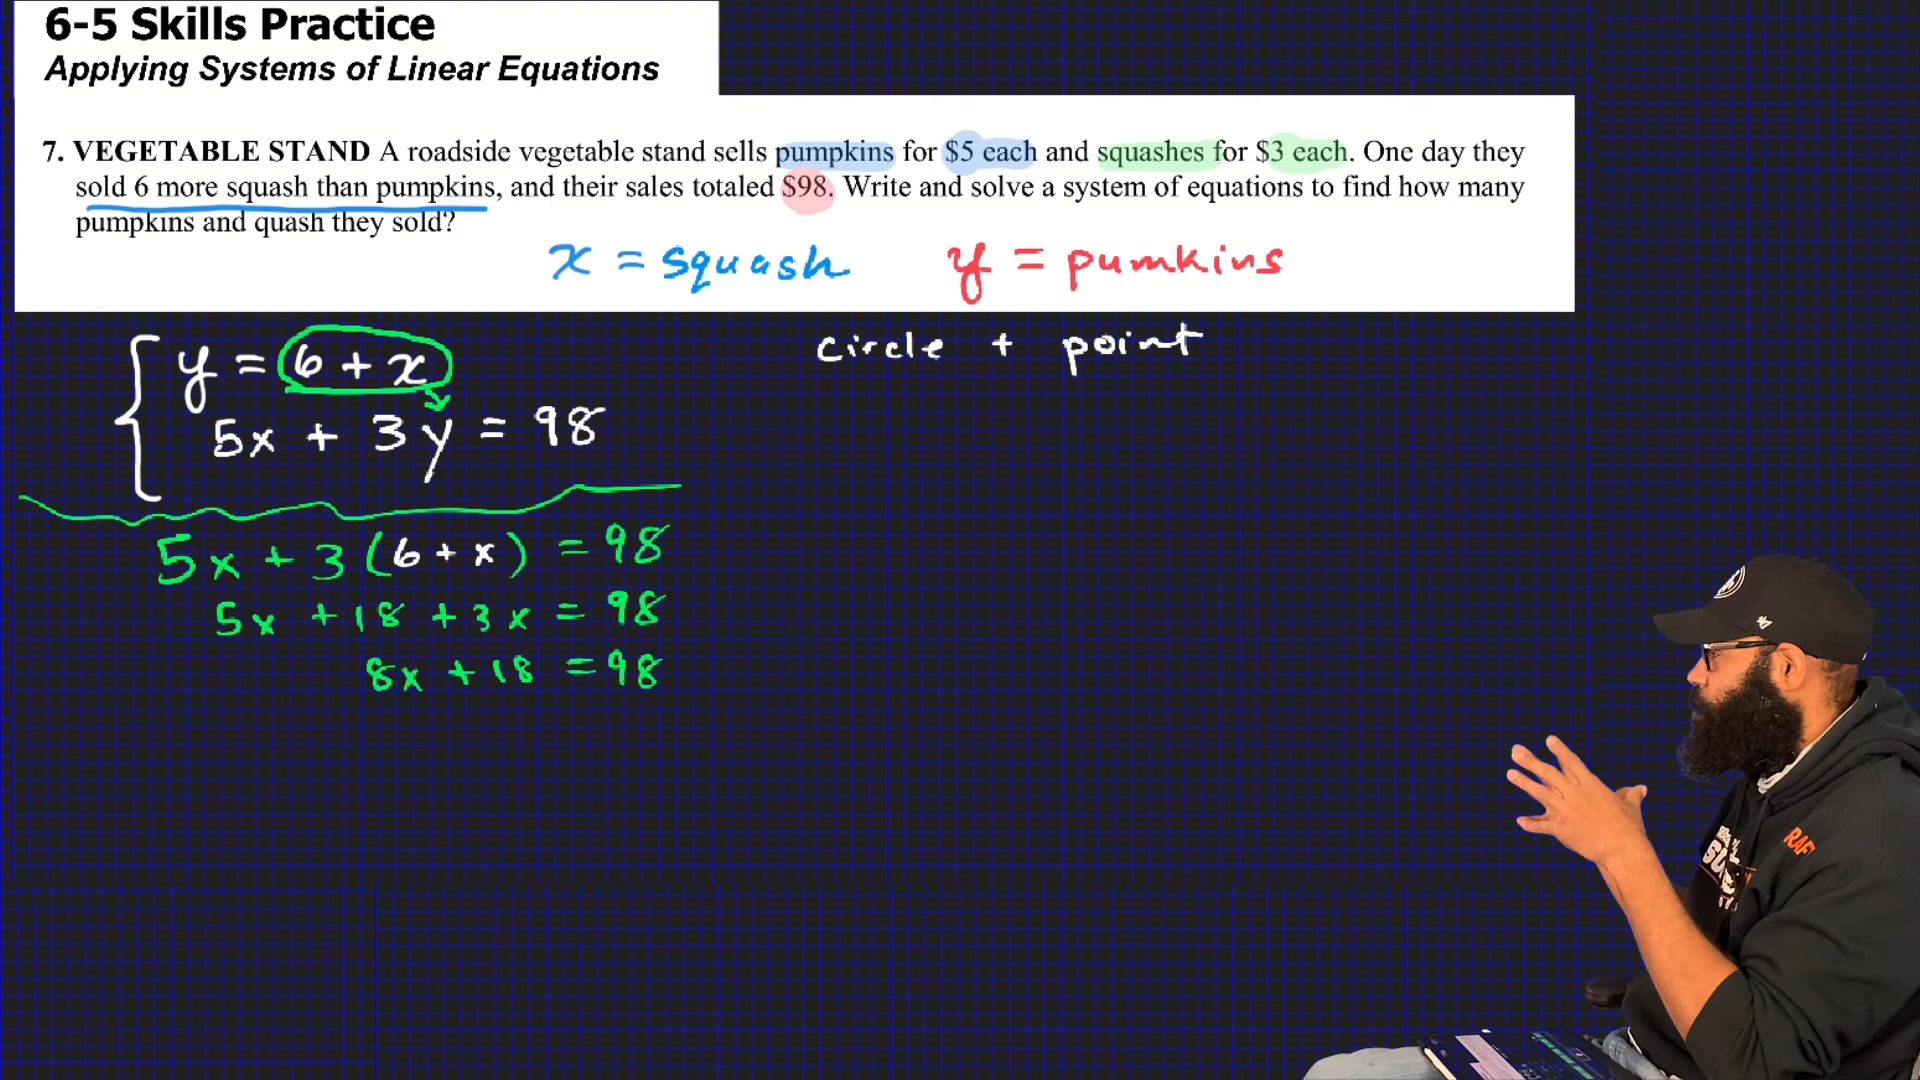 6-5 Skills Practice
Applying Systems of Linear Equations
7. VEGETABLE STAND A roadside vegetable stand sells pumpkins for $5 each and squashes for $3 each. One day they
sold 6 more squash than pumpkins, and their sales totaled $98. Write and solve a system of equations to find how many
pumpkins and quash they sold?
x = squash y = pumkins
y = 6 + x
circle + point
5x + 3y = 98
5x + 3(6 + x) = 98
5x + 18 + 3x = 98
8x + 18 = 98
RAF